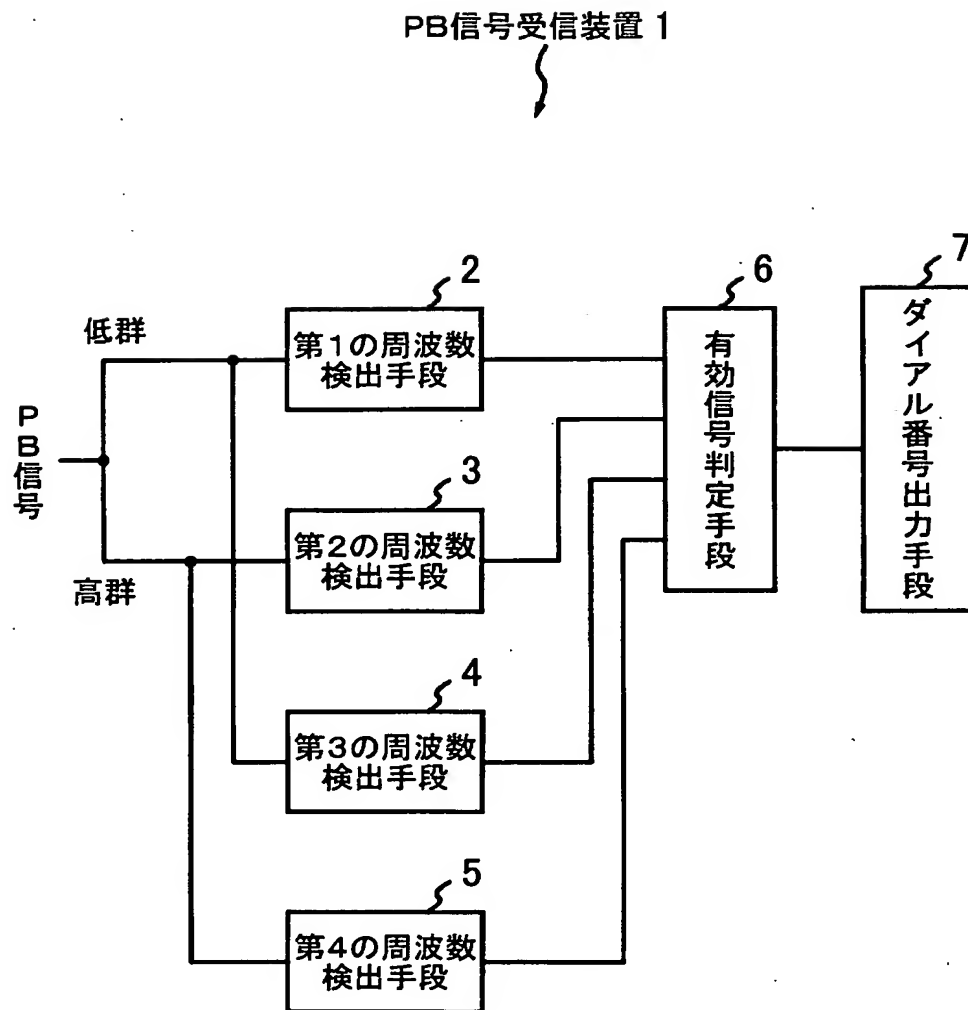 PB信号受信装置 1
2
第1の周波数
検出手段
3
第2の周波数
検出手段
4
第3の周波数
検出手段
5
第4の周波数
検出手段
6
有効信号判定手段
7
ダイアル番号出力手段
低群
PB信号
高群